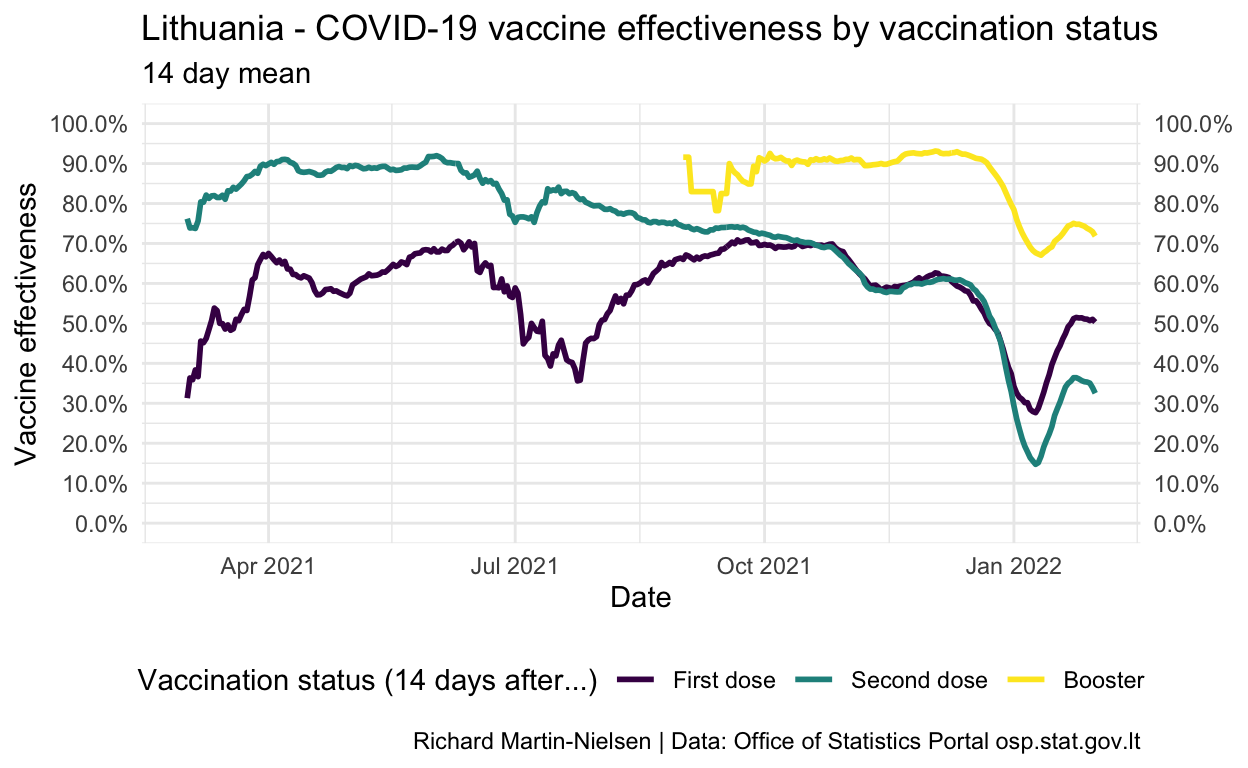 Lithuania - COVID-19 vaccine effectiveness by vaccination status
14 day mean
Vaccine effectiveness
100.0% 100.0%
90.0% 90.0%
80.0% 80.0%
70.0% 70.0%
60.0% 60.0%
50.0% 50.0%
40.0% 40.0%
30.0% 30.0%
20.0% 20.0%
10.0% 10.0%
0.0% 0.0%
Apr 2021 Jul 2021 Oct 2021 Jan 2022
Date
Vaccination status (14 days after...) First dose Second dose Booster
Richard Martin-Nielsen | Data: Office of Statistics Portal osp.stat.gov.lt